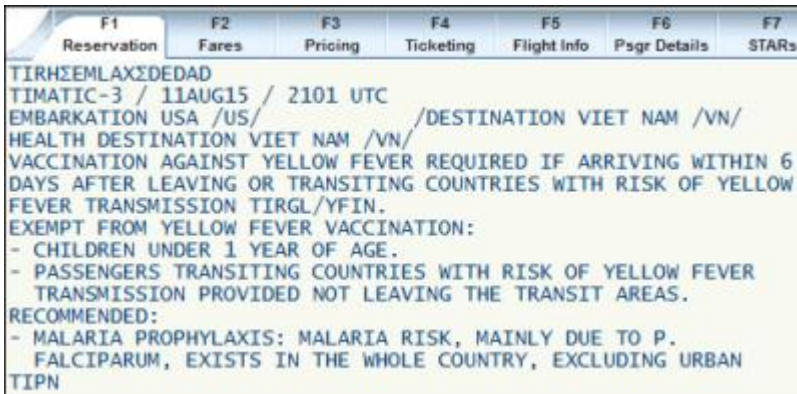 F1 F2 F3 F4 F5 F6 F7
Reservation Fares Pricing Ticketing Flight Info Psgr Details STARs
TIRHΣEMLAXΣDEDAD
TIMATIC-3 / 11AUG15 / 2101 UTC
EMBARKATION USA /US/ /DESTINATION VIET NAM /VN/
HEALTH DESTINATION VIET NAM /VN/
VACCINATION AGAINST YELLOW FEVER REQUIRED IF ARRIVING WITHIN 6
DAYS AFTER LEAVING OR TRANSITING COUNTRIES WITH RISK OF YELLOW
FEVER TRANSMISSION TIRGL/YFIN.
EXEMPT FROM YELLOW FEVER VACCINATION:
- CHILDREN UNDER 1 YEAR OF AGE.
- PASSENGERS TRANSITING COUNTRIES WITH RISK OF YELLOW FEVER
TRANSMISSION PROVIDED NOT LEAVING THE TRANSIT AREAS.
RECOMMENDED:
- MALARIA PROPHYLAXIS: MALARIA RISK, MAINLY DUE TO P.
FALCIPARUM, EXISTS IN THE WHOLE COUNTRY, EXCLUDING URBAN
TIPN